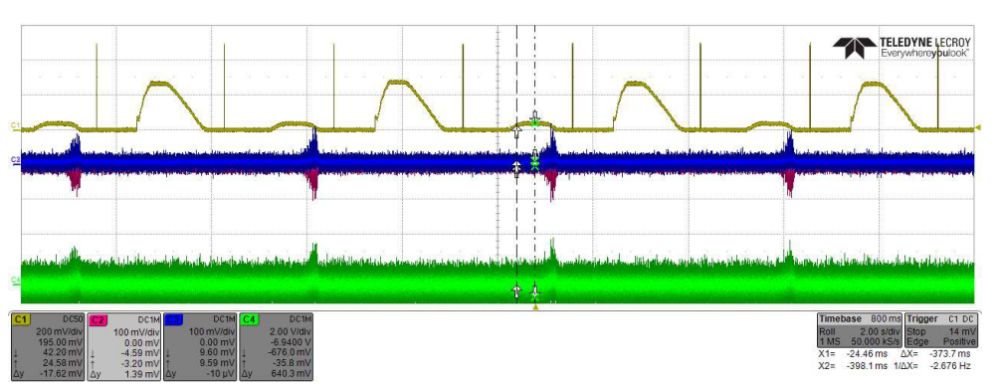 TELEDYNE LECROY
Everywhereyoulook™
C1
C2
C4
C1 DC50
200 mV/div
195.00 mV
↓ 42.20 mV
↑ 24.58 mV
Δy -17.62 mV
C2 DC1M
100 mV/div
0.00 mV
↓ -4.59 mV
↑ -3.20 mV
Δy 1.39 mV
C3 DC1M
100 mV/div
0.00 mV
↓ 9.60 mV
↑ 9.59 mV
Δy -10 µV
C4 DC1M
2.00 V/div
-6.9400 V
↓ -676.0 mV
↑ -35.8 mV
Δy 640.3 mV
Timebase 800 ms
Roll 2.00 s/div
1 MS 50.000 kS/s
Trigger C1 DC
Stop 14 mV
Edge Positive
X1= -24.46 ms ΔX= -373.7 ms
X2= -398.1 ms 1/ΔX= -2.676 Hz